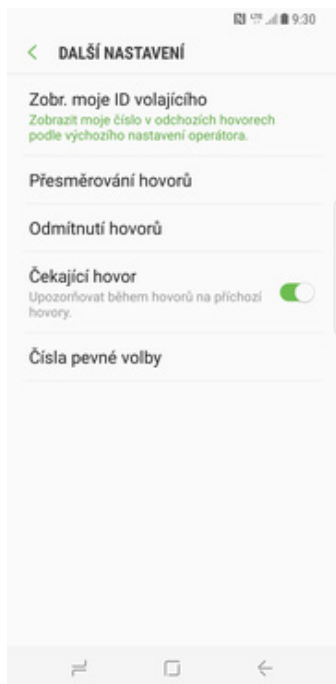 LTE 9:30
DALŠÍ NASTAVENÍ
Zobr. moje ID volajícího
Zobrazit moje číslo v odchozích hovorech
podle výchozího nastavení operátora.
Přesměrování hovorů
Odmítnutí hovorů
Čekající hovor
Upozorňovat během hovorů na příchozí
hovory.
Čísla pevné volby